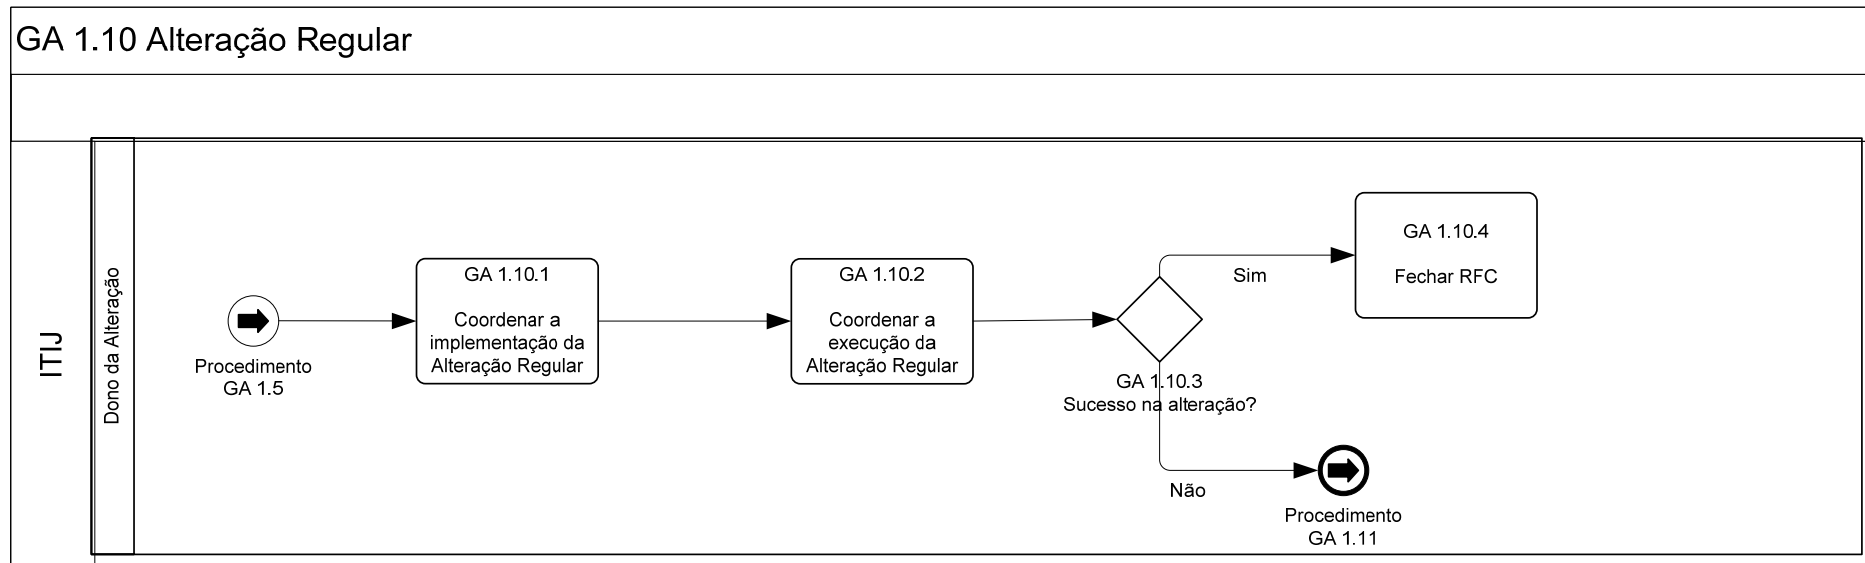 GA 1.10 Alteração Regular
ITIJ
Dono da Alteração
Procedimento
GA 1.5
GA 1.10.1
Coordenar a
implementação da
Alteração Regular
GA 1.10.2
Coordenar a
execução da
Alteração Regular
GA 1.10.3
Sucesso na alteração?
Sim
GA 1.10.4
Fechar RFC
Não
Procedimento
GA 1.11